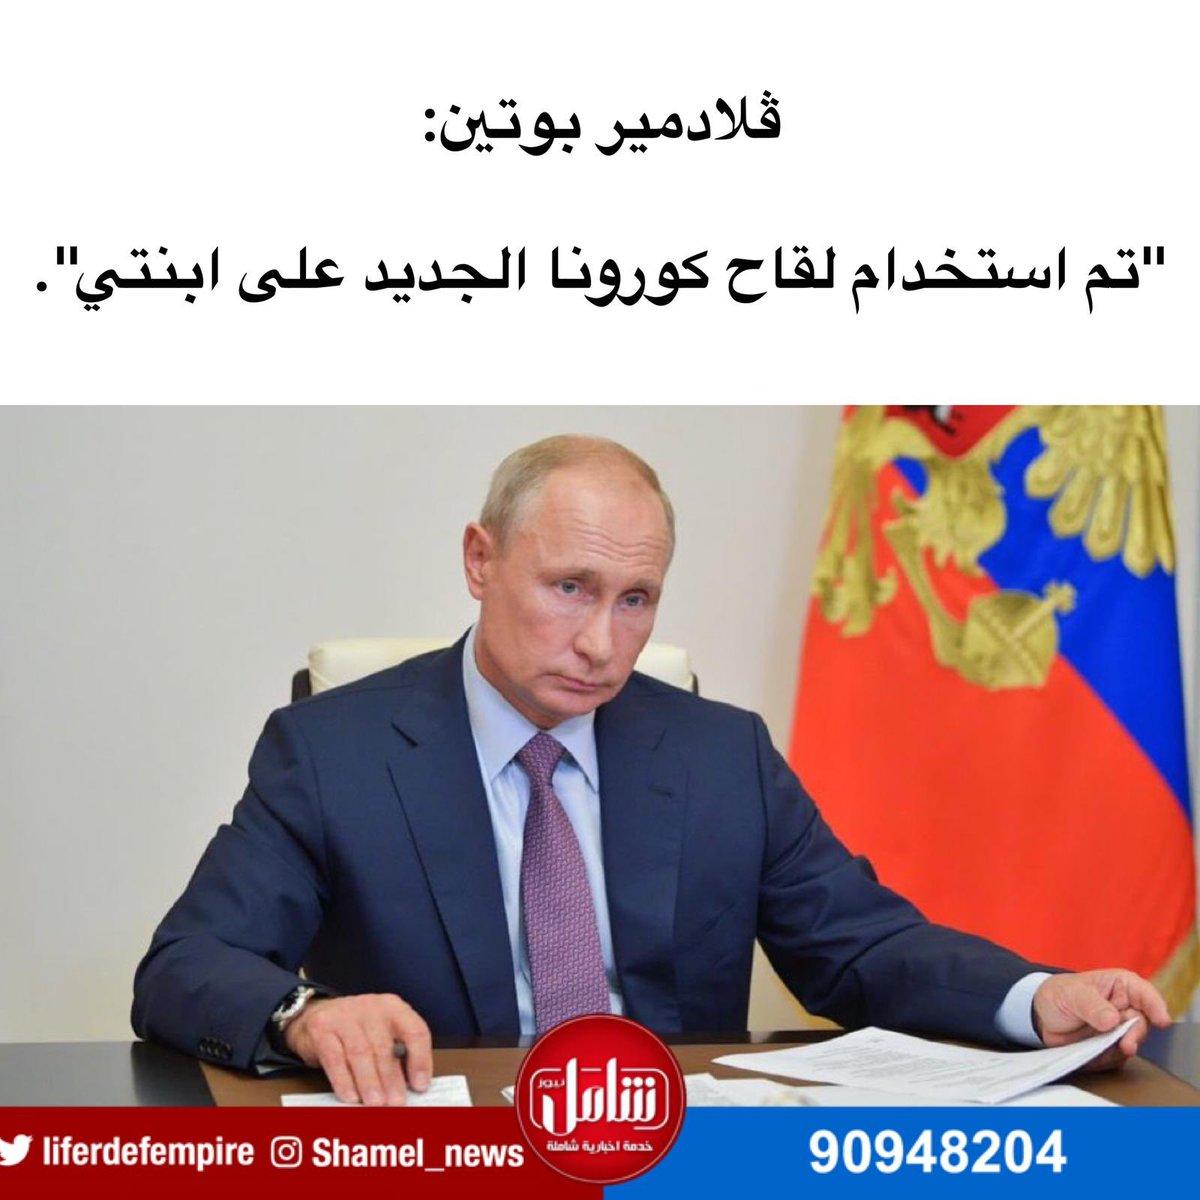 ڤلادمير بوتين:
"تم استخدام لقاح كورونا الجديد على ابنتي".
شامل
نيوز
خدمة اخبارية شاملة
liferdefempire
Shamel_news
90948204